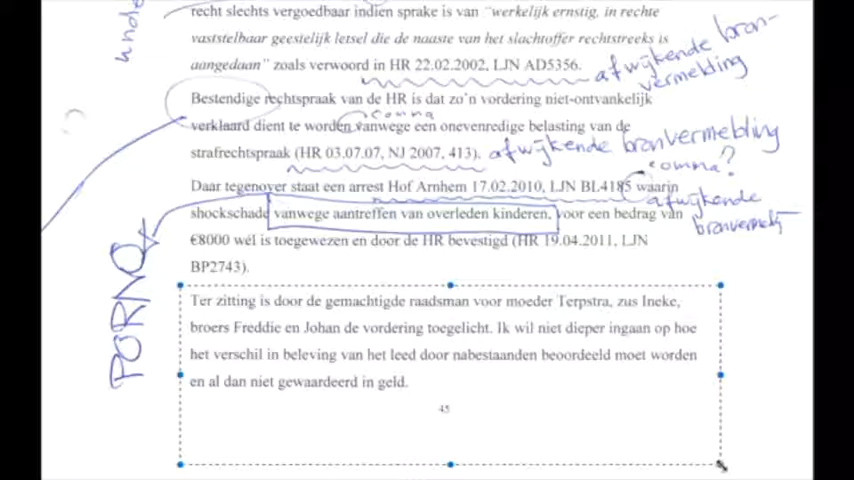 recht slechts vergoedbaar indien sprake is van "werkelijk ernstig, in rechte
vaststelbaar geestelijk letsel die de naaste van het slachtoffer rechtstreeks is
aangedaan" zoals verwoord in HR 22.02.2002, LJN AD5356.
afwijkende bron-
vermelding
Bestendige rechtspraak van de HR is dat zo'n vordering niet-ontvankelijk
comma
verklaard dient te worden vanwege een onevenredige belasting van de
strafrechtspraak (HR 03.07.07, NJ 2007, 413).
afwijkende bronvermelding
comma?
Daar tegenover staat een arrest Hof Arnhem 17.02.2010, LJN BL4185 waarin
afwijkende
bronvermeld
shockschade vanwege aantreffen van overleden kinderen, voor een bedrag van
€8000 wél is toegewezen en door de HR bevestigd (HR 19.04.2011, LJN
BP2743).
PORNO
Ter zitting is door de gemachtigde raadsman voor moeder Terpstra, zus Ineke,
broers Freddie en Johan de vordering toegelicht. Ik wil niet dieper ingaan op hoe
het verschil in beleving van het leed door nabestaanden beoordeeld moet worden
en al dan niet gewaardeerd in geld.